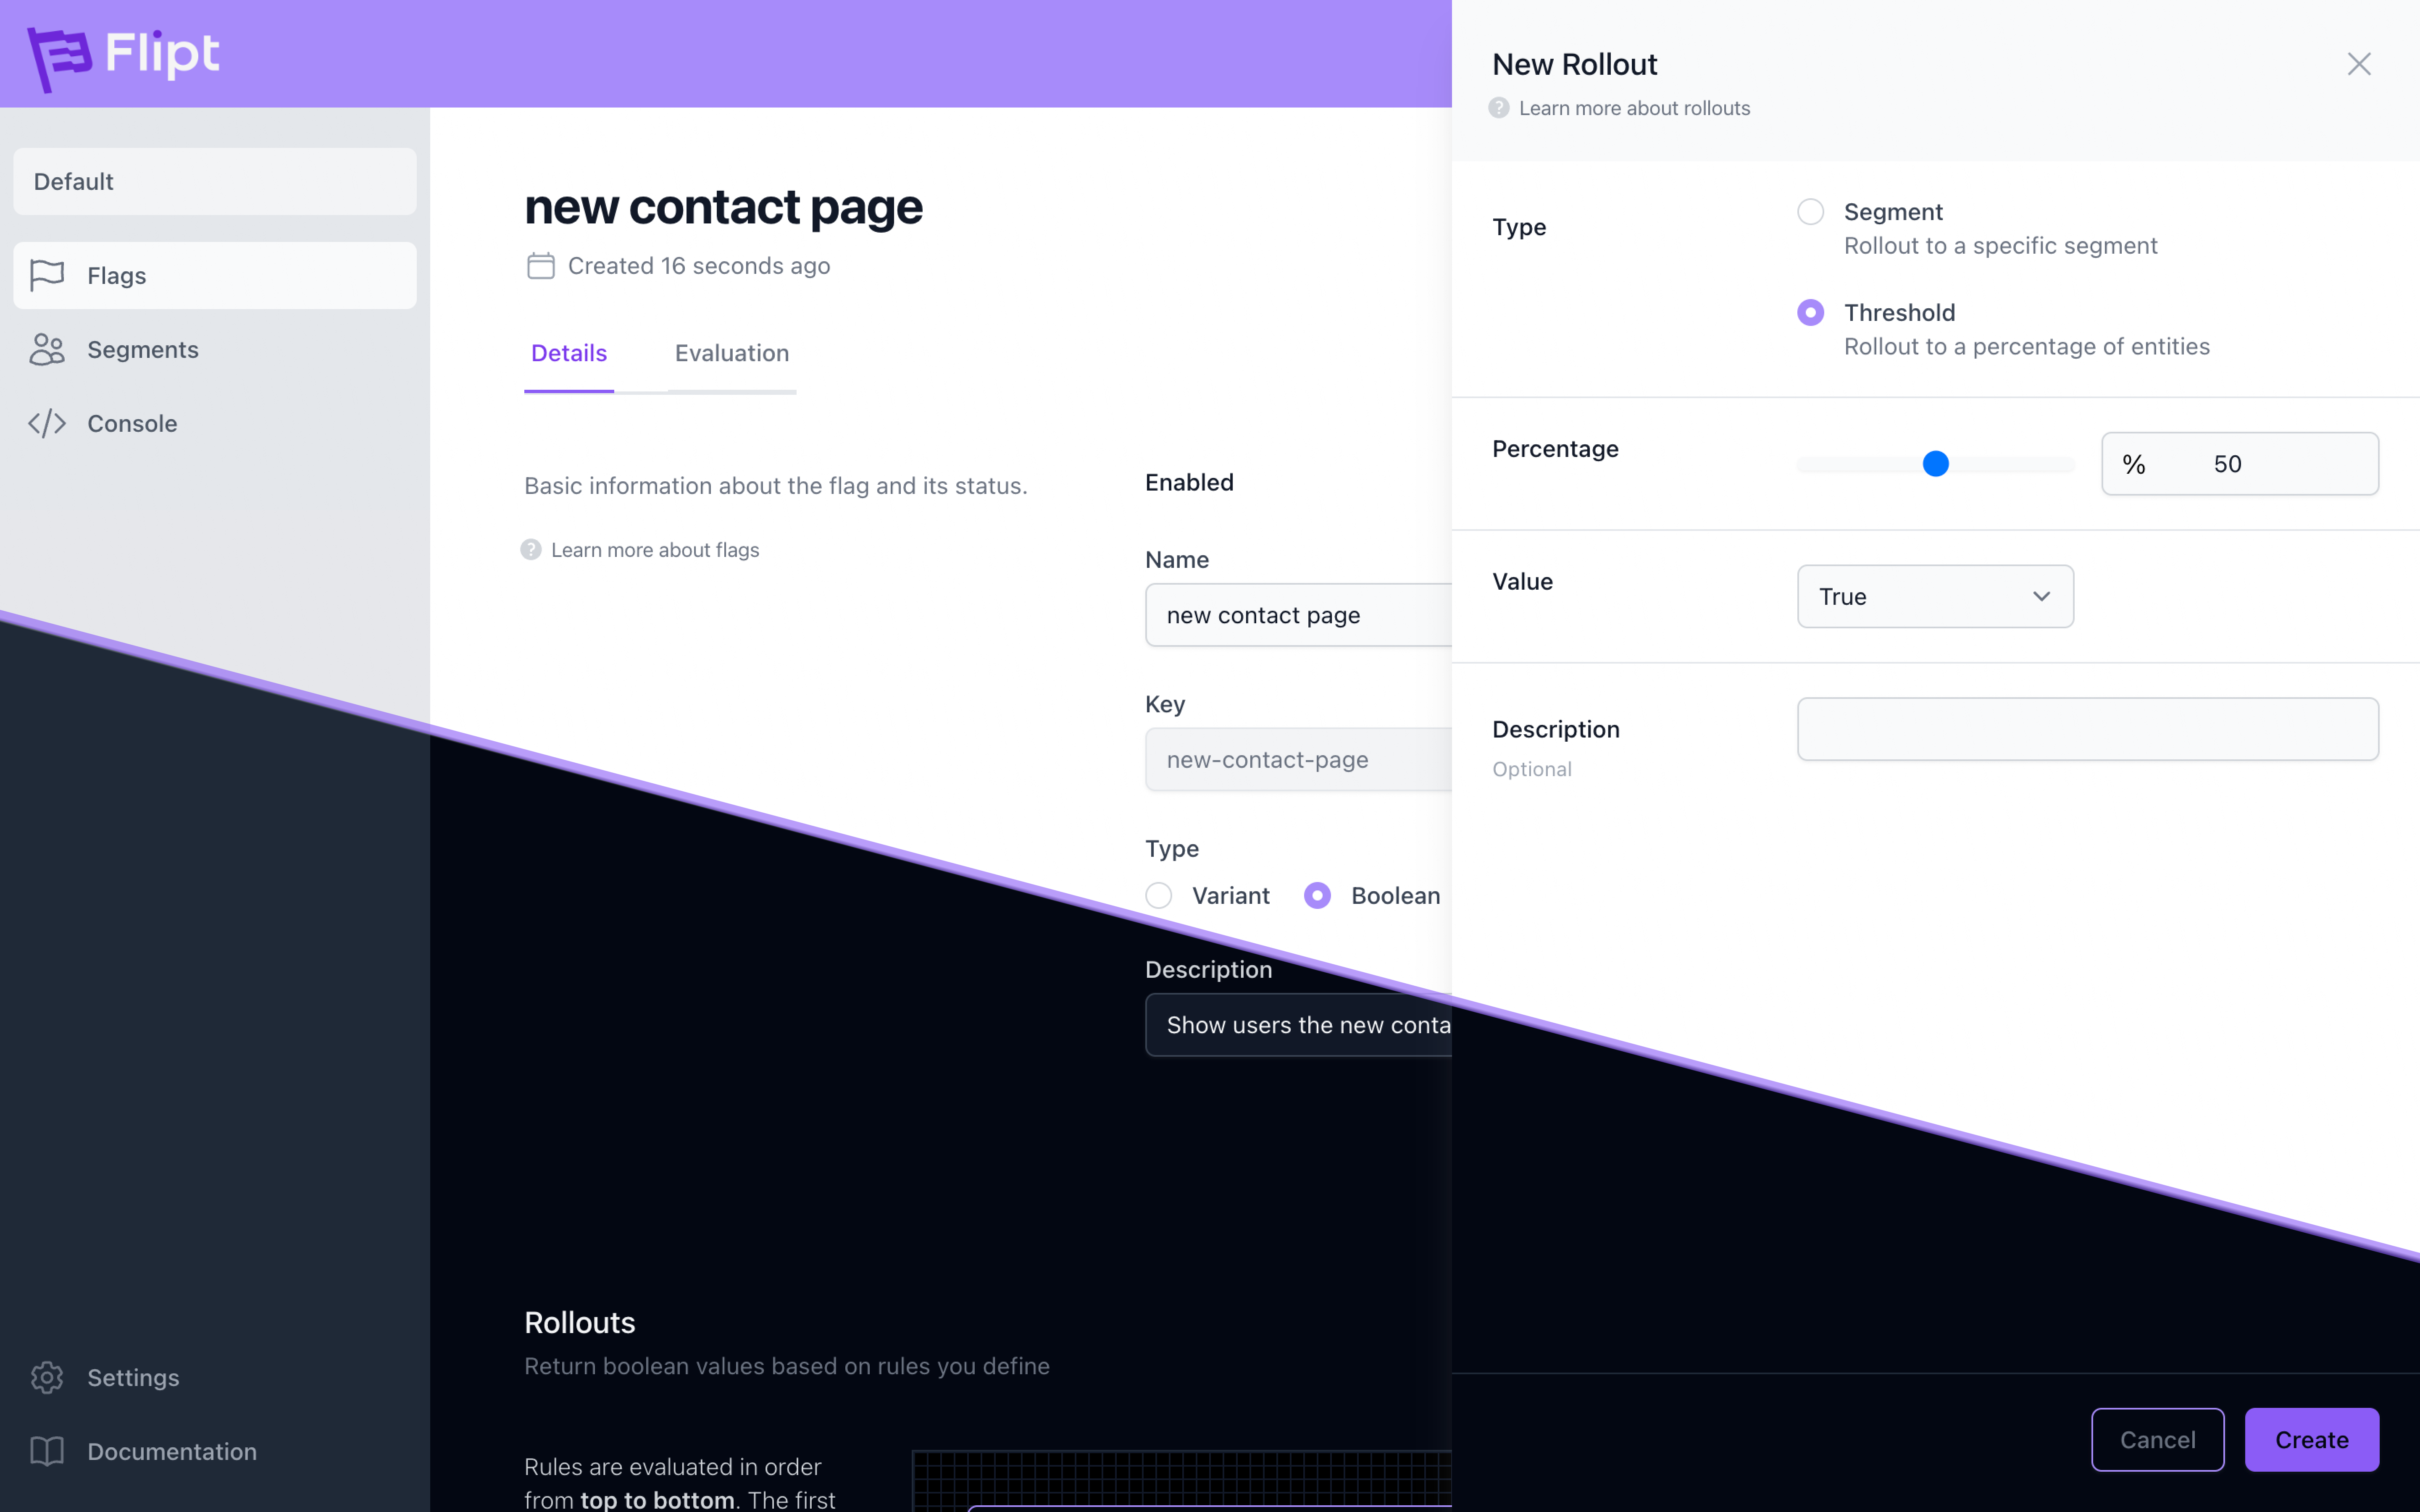 Flipt
Default
Flags
Segments
Console
Settings
Documentation
new contact page
Created 16 seconds ago
Details
Evaluation
Basic information about the flag and its status.
? Learn more about flags
Enabled
Name
new contact page
Key
new-contact-page
Type
Variant
Boolean
Description
Show users the new conta
Rollouts
Return boolean values based on rules you define
Rules are evaluated in order
from top to bottom. The first
New Rollout
? Learn more about rollouts
Type
Segment
Rollout to a specific segment
Threshold
Rollout to a percentage of entities
Percentage
% 50
Value
True
Description
Optional
Cancel
Create